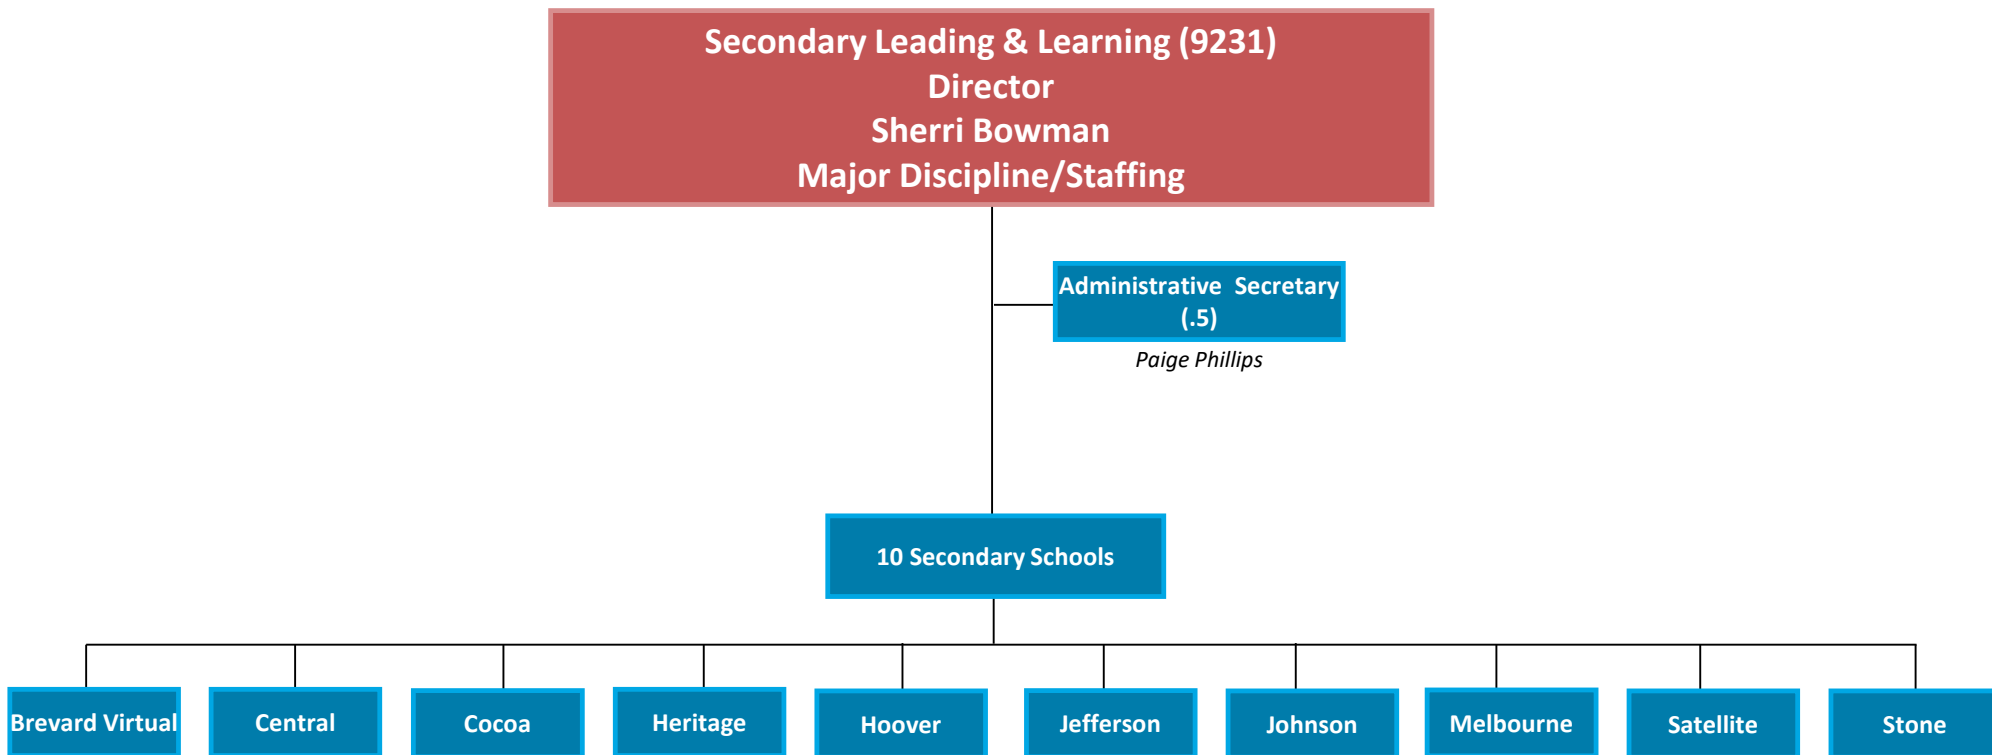 Secondary Leading & Learning (9231)
Director
Sherri Bowman
Major Discipline/Staffing
Administrative Secretary
(.5)
Paige Phillips
10 Secondary Schools
Brevard Virtual
Central
Cocoa
Heritage
Hoover
Jefferson
Johnson
Melbourne
Satellite
Stone